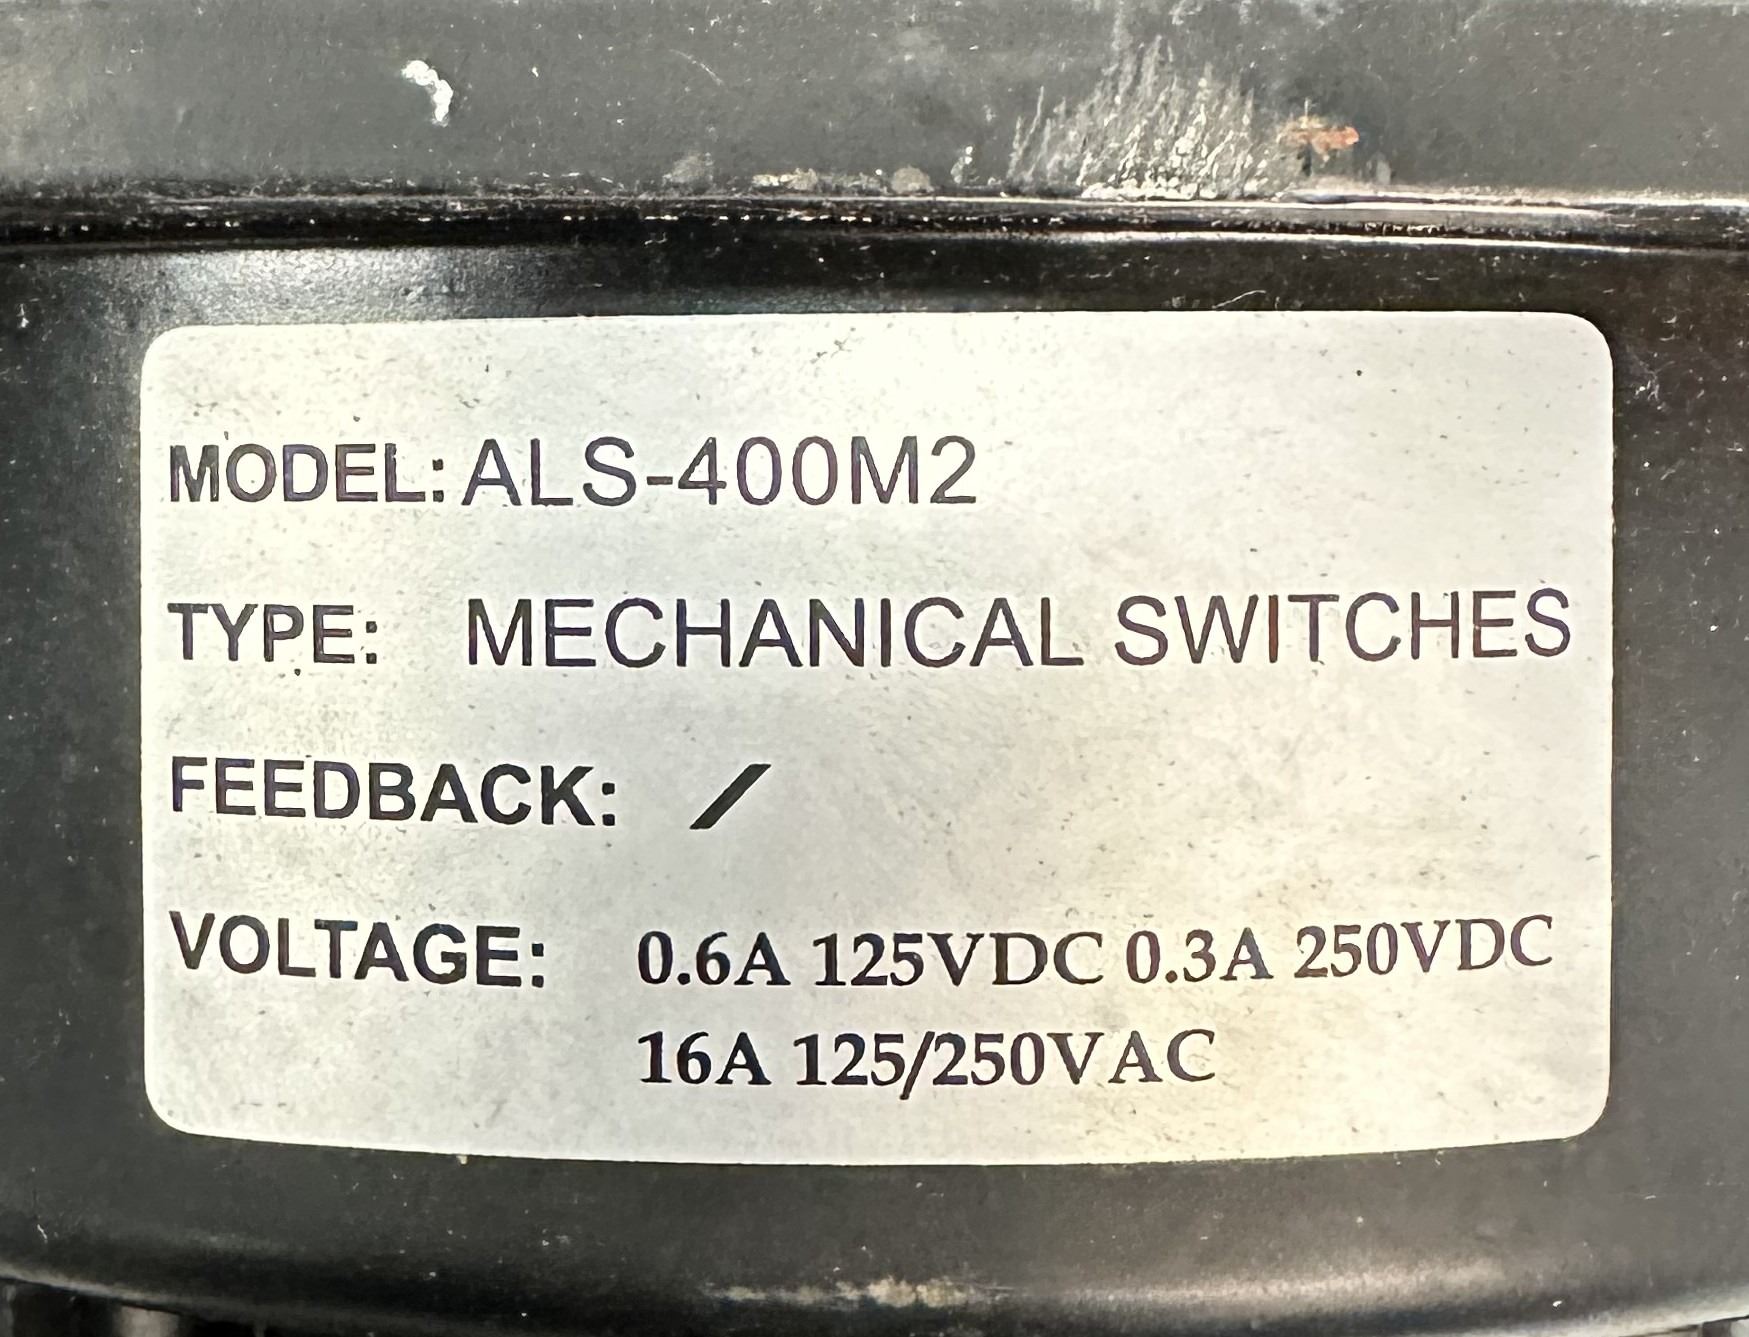 MODEL: ALS-400M2
TYPE: MECHANICAL SWITCHES
FEEDBACK: /
VOLTAGE: 0.6A 125VDC 0.3A 250VDC
16A 125/250VAC